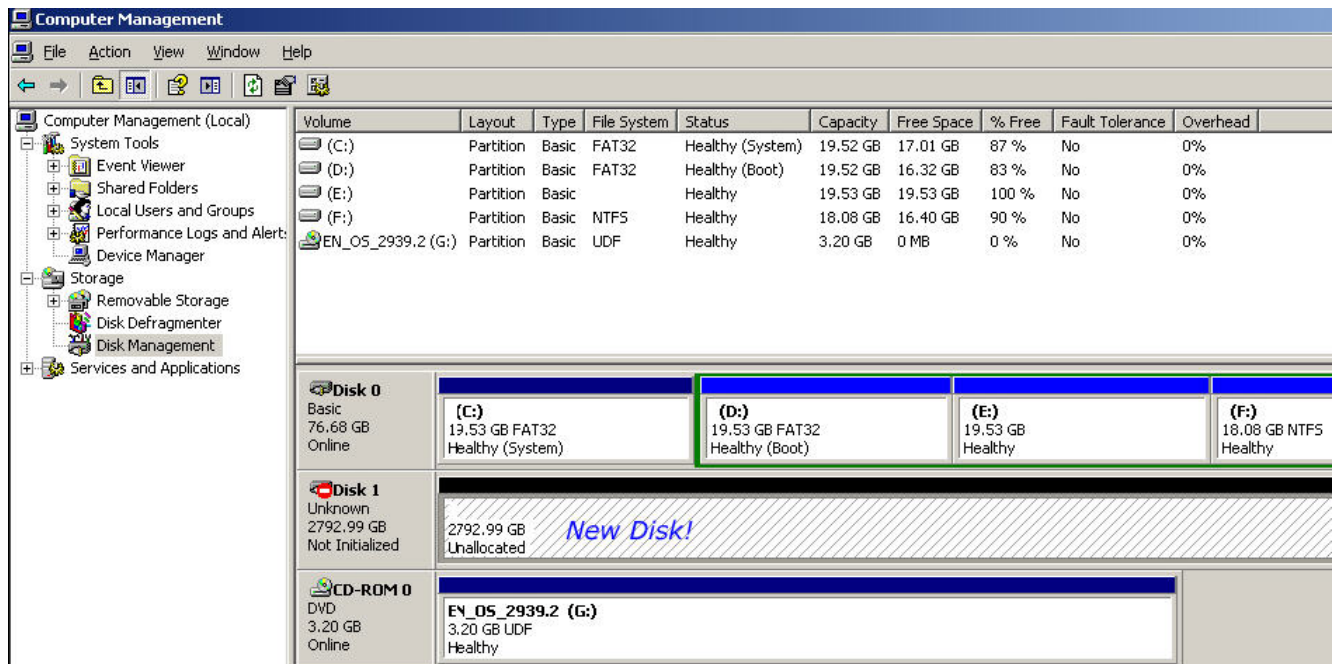 Computer Management
File Action View Window Help
Computer Management (Local)
System Tools
Event Viewer
Shared Folders
Local Users and Groups
Performance Logs and Alert:
Device Manager
Storage
Removable Storage
Disk Defragmenter
Disk Management
Services and Applications
Volume Layout Type File System Status Capacity Free Space % Free Fault Tolerance Overhead
(C:) Partition Basic FAT32 Healthy (System) 19.52 GB 17.01 GB 87 % No 0%
(D:) Partition Basic FAT32 Healthy (Boot) 19.52 GB 16.32 GB 83 % No 0%
(E:) Partition Basic Healthy 19.53 GB 19.53 GB 100 % No 0%
(F:) Partition Basic NTFS Healthy 18.08 GB 16.40 GB 90 % No 0%
EN_OS_2939.2 (G:) Partition Basic UDF Healthy 3.20 GB 0 MB 0 % No 0%
Disk 0
Basic
76.68 GB
Online
(C:)
19.53 GB FAT32
Healthy (System)
(D:)
19.53 GB FAT32
Healthy (Boot)
(E:)
19.53 GB
Healthy
(F:)
18.08 GB NTFS
Healthy
Disk 1
Unknown
2792.99 GB
Not Initialized
2792.99 GB
Unallocated
New Disk!
CD-ROM 0
DVD
3.20 GB
Online
EN_OS_2939.2 (G:)
3.20 GB UDF
Healthy